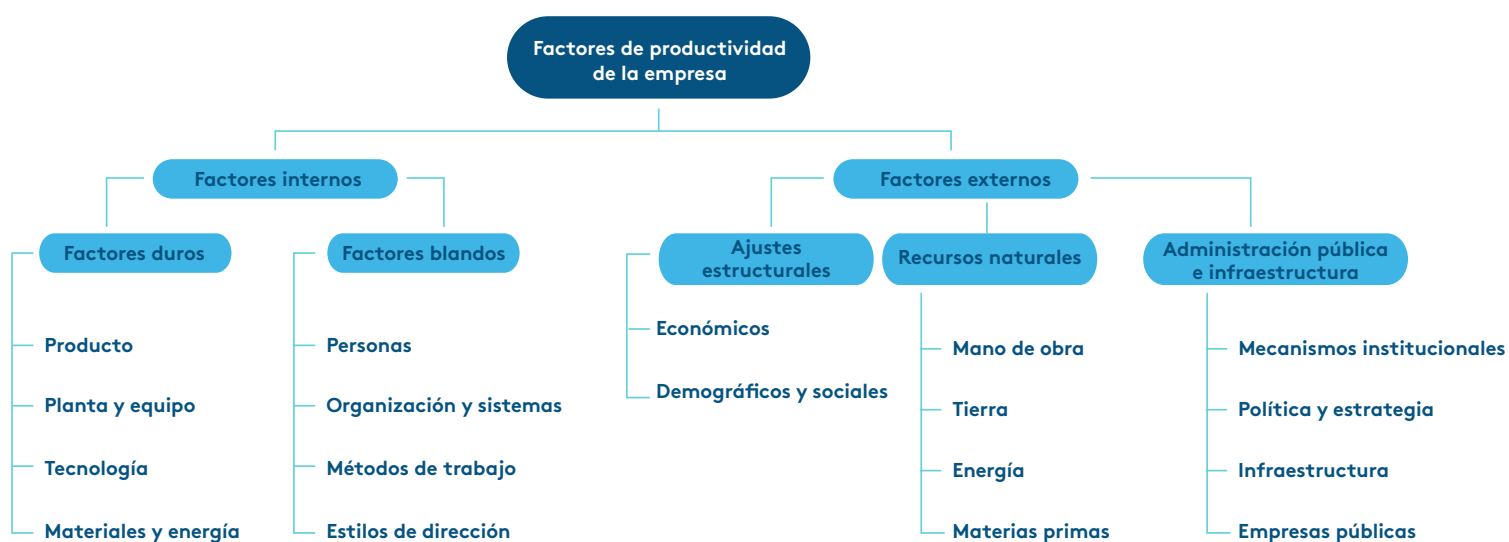 Factores de productividad
de la empresa
Factores internos
Factores externos
Factores duros
Factores blandos
Ajustes
estructurales
Recursos naturales
Administración pública
e infraestructura
Producto
Planta y equipo
Tecnología
Materiales y energía
Personas
Organización y sistemas
Métodos de trabajo
Estilos de dirección
Económicos
Demográficos y sociales
Mano de obra
Tierra
Energía
Materias primas
Mecanismos institucionales
Política y estrategia
Infraestructura
Empresas públicas